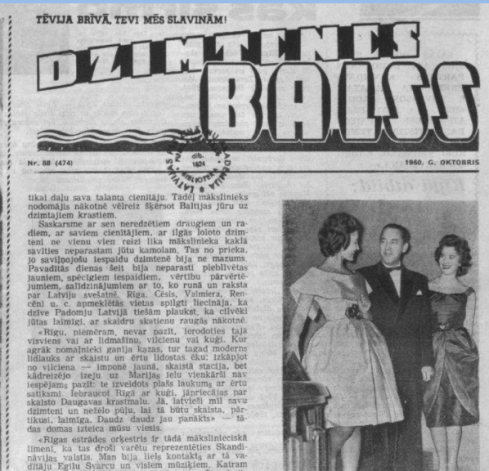 TĒVIJA BRĪVĀ, TEVI MĒS SLAVINĀM!
DZIMTENES
BALSS
Nr. 88 (474)
1960. G. OKTOBRIS
tikai daļu sava talanta cienītāju. Tādēļ mākslinieks
nodomājis nākotnē vēlreiz šķērsot Baltijas jūru uz
dzimtajiem krastiem.
Saskarsme ar sen neredzētiem draugiem un ra-
diem, ar saviem cienītājiem, ar ilgās loloto dzim-
teni ne vienu vien reizi lika mākslinieka kaklā
savilties neparastam jūtu kamolam. Tas no prieka,
jo saviļņojošu iespaidu dzimtenē bija ne mazums.
Pavadītās dienas šeit bija neparasti pieblīvētas
jauniem, spēcīgiem iespaidiem, vērtību pārvērtē-
jumiem, salīdzinājumiem ar to, ko runā un raksta
par Latviju svešatnē. Rīga, Cēsis, Valmiera, Ren-
cēni u. c. apmeklētās vietas spilgti liecināja, ka
dzīve Padomju Latvijā tiešām plaukst, ka cilvēki
jūtas laimīgi, ar skaidru skatienu raugās nākotnē.
«Rīgu, piemēram, nevar pazīt, ierodoties tajā
visviens vai ar lidmašīnu, vilcienu vai kuģi. Kur
agrāk nomaļnieki ganīja kazas, tur tagad moderns
lidlauks ar skaistu un ērtu lidostas ēku; izkāpjot
no vilciena — imponē jaunā, skaistā stacija, bet
kādreizējo izeju uz Marijas ielu vienkārši nav
iespējams pazīt: te izveidots plašs laukums ar ērtu
satiksmi. Iebraucot Rīgā ar kuģi, jāpriecājas par
skaisto Daugavas krastmalu. Jā, latvieši mīl savu
dzimteni un nežēlo pūļu, lai tā būtu skaista, pār-
tikusi, laimīga. Daudz daudz jau panākts» — tā-
das domas izteica mūsu viesis.
«Rīgas estrādes orķestris ir tādā mākslinieciskā
līmenī, ka tas droši varētu reprezentēties Skandi-
nāvijas valstīs. Man bija liels kontakts ar tā va-
dītāju Egilu Švarcu un visiem mūziķiem. Katram